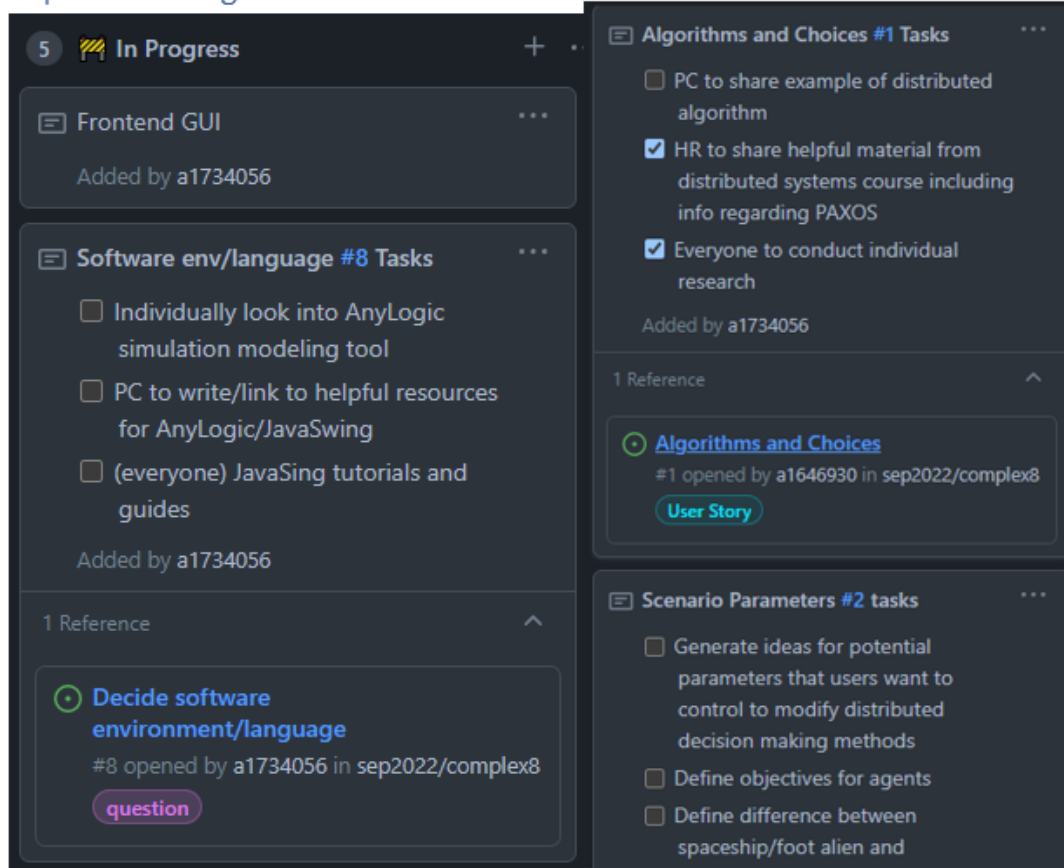 5 In Progress
Frontend GUI
Added by a1734056
Software env/language #8 Tasks
Individually look into AnyLogic
simulation modeling tool
PC to write/link to helpful resources
for AnyLogic/JavaSwing
(everyone) JavaSing tutorials and
guides
Added by a1734056
1 Reference
Decide software
environment/language
#8 opened by a1734056 in sep2022/complex8
question
Algorithms and Choices #1 Tasks
PC to share example of distributed
algorithm
HR to share helpful material from
distributed systems course including
info regarding PAXOS
Everyone to conduct individual
research
Added by a1734056
1 Reference
Algorithms and Choices
#1 opened by a1646930 in sep2022/complex8
User Story
Scenario Parameters #2 tasks
Generate ideas for potential
parameters that users want to
control to modify distributed
decision making methods
Define objectives for agents
Define difference between
spaceship/foot alien and